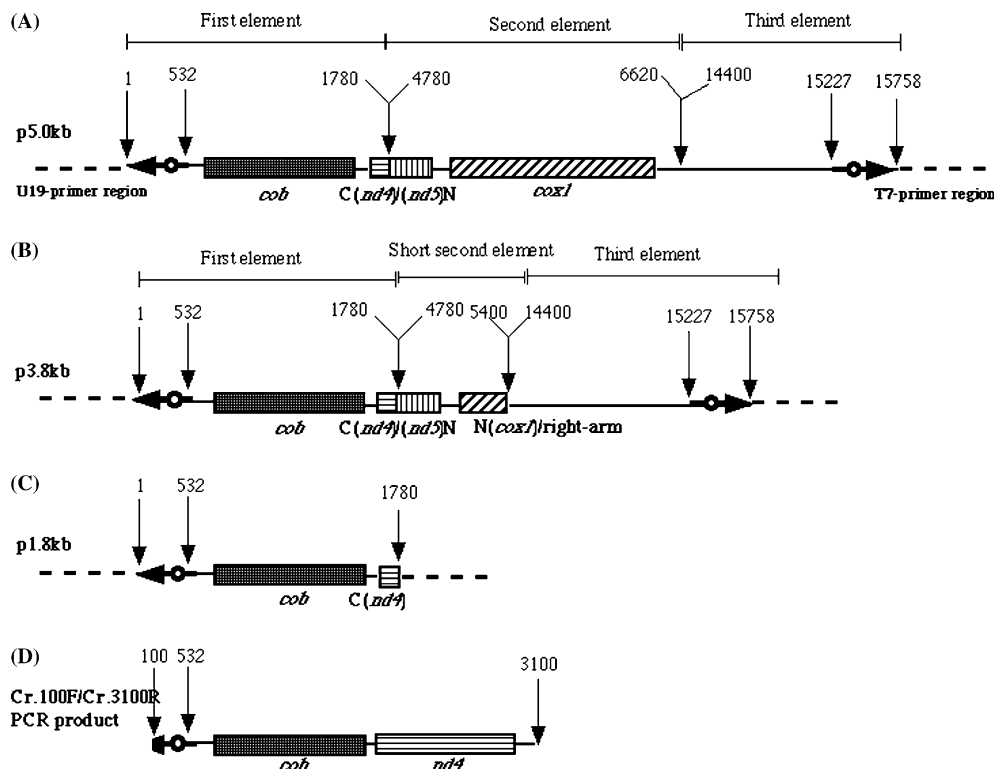 (A)
First element Second element Third element
1 532 1780 4780 6620 14400 15227 15758
p5.0kb
U19-primer region cob C(nd4)/(nd5)N cox1 T7-primer region
(B)
First element Short second element Third element
1 532 1780 4780 5400 14400 15227 15758
p3.8kb
cob C(nd4)/(nd5)N N(cox1)/right-arm
(C)
1 532 1780
p1.8kb
cob C(nd4)
(D)
100 532 3100
Cr.100F/Cr.3100R
PCR product
cob nd4